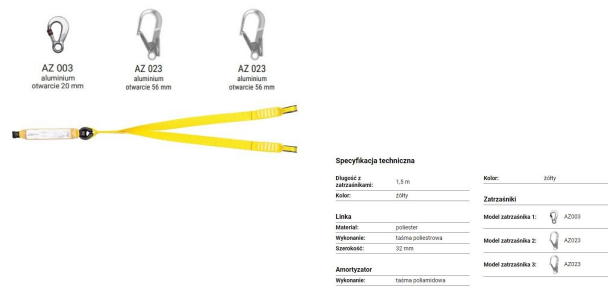 AZ 003
aluminium
otwarcie 20 mm
AZ 023
aluminium
otwarcie 56 mm
AZ 023
aluminium
otwarcie 56 mm
Specyfikacja techniczna
Długość z zatrzaśnikami: 1,5 m
Kolor: żółty
Linka
Materiał: poliester
Wykonanie: taśma poliestrowa
Szerokość: 32 mm
Amortyzator
Wykonanie: taśma poliamidowa
Kolor: żółty
Zatrzaśniki
Model zatrzaśnika 1: AZ003
Model zatrzaśnika 2: AZ023
Model zatrzaśnika 3: AZ023